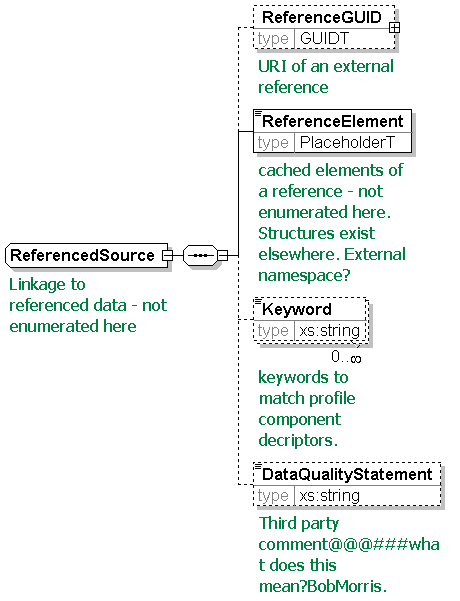 ReferenceGUID
type GUIDT
URI of an external
reference
ReferenceElement
type PlaceholderT
cached elements of
a reference - not
enumerated here.
Structures exist
elsewhere. External
namespace?
ReferencedSource
Linkage to
referenced data - not
enumerated here
Keyword
type xs:string
0..∞
keywords to
match profile
component
decriptors.
DataQualityStatement
type xs:string
Third party
comment@@@###wha
t does this
mean?BobMorris.